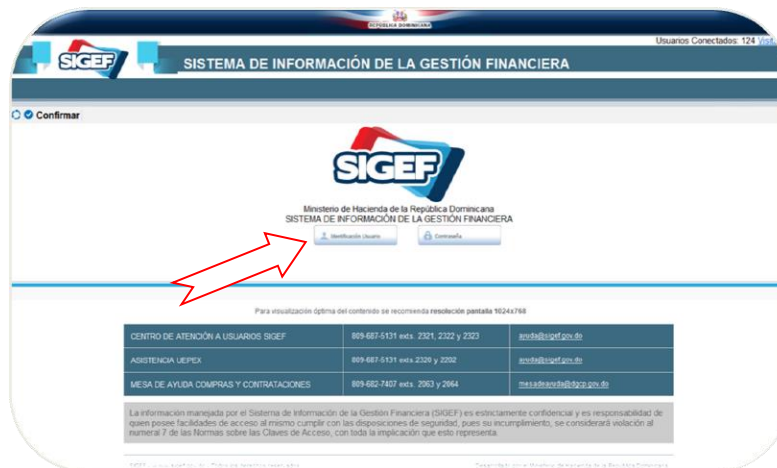 REPÚBLICA DOMINICANA
Usuarios Conectados: 124
SIGEF
SISTEMA DE INFORMACIÓN DE LA GESTIÓN FINANCIERA
Confirmar
SIGEF
Ministerio de Hacienda de la República Dominicana
SISTEMA DE INFORMACIÓN DE LA GESTIÓN FINANCIERA
Identificación Usuario
Contraseña
Para visualización óptima del contenido se recomienda resolución pantalla 1024x768
CENTRO DE ATENCIÓN A USUARIOS SIGEF 809-687-5131 exts. 2321, 2322 y 2323 ayuda@sigef.gov.do
ASISTENCIA UEPEX 809-687-5131 exts.2320 y 2202 ayuda@sigef.gov.do
MESA DE AYUDA COMPRAS Y CONTRATACIONES 809-682-7407 exts. 2063 y 2064 mesadeayuda@dgcp.gov.do
La información manejada por el Sistema de Información de la Gestión Financiera (SIGEF) es estrictamente confidencial y es responsabilidad de
quien posee facilidades de acceso al mismo cumplir con las disposiciones de seguridad, pues su incumplimiento, se considerará violación al
numeral 7 de las Normas sobre las Claves de Acceso, con toda la implicación que esto representa.